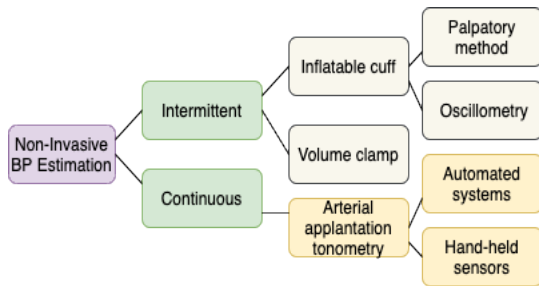 Palpatory
method
Inflatable cuff
Intermittent
Oscillometry
Non-Invasive
BP Estimation
Volume clamp
Automated
systems
Continuous
Arterial
applantation
tonometry
Hand-held
sensors